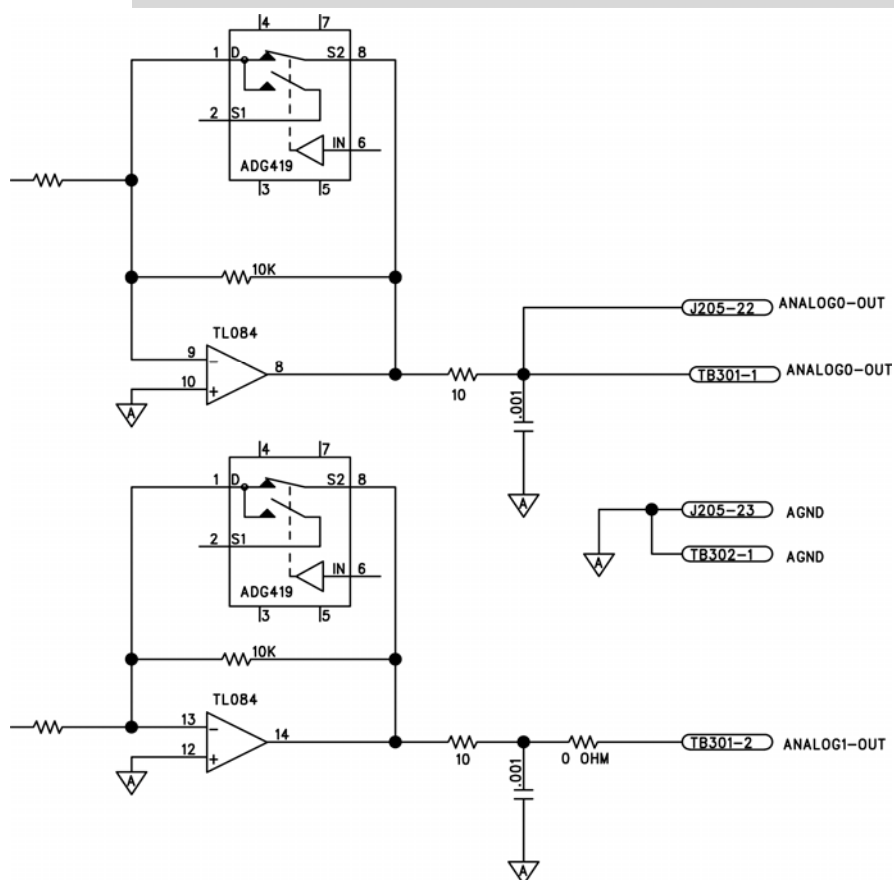 4 7
1 D S2 8
2 S1
IN 6
ADG419
3 5
10K
TL084
9 -
10 +
8
10
.001
A
A
J205-22 ANALOG0-OUT
TB301-1 ANALOG0-OUT
4 7
1 D S2 8
2 S1
IN 6
ADG419
3 5
J205-23 AGND
TB302-1 AGND
A
10K
TL084
13 -
12 +
14
10
.001
0 OHM
TB301-2 ANALOG1-OUT
A
A